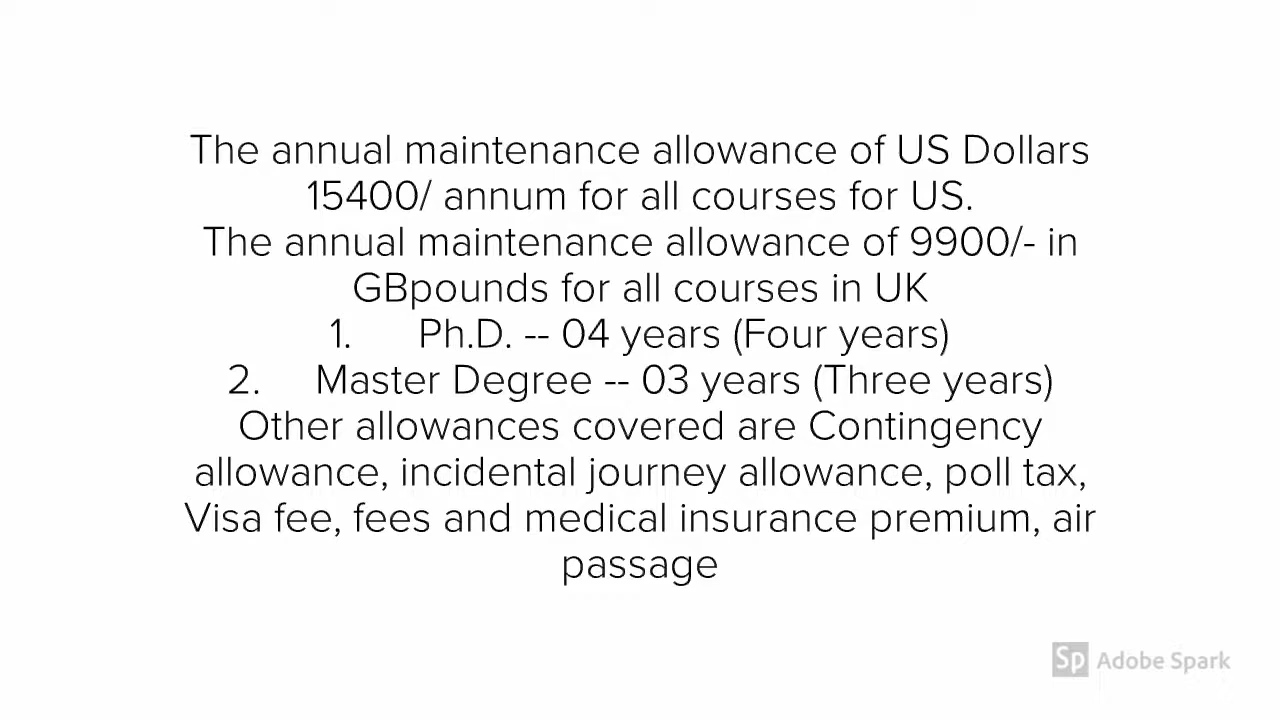 The annual maintenance allowance of US Dollars
15400/ annum for all courses for US.
The annual maintenance allowance of 9900/- in
GBpounds for all courses in UK
1. Ph.D. -- 04 years (Four years)
2. Master Degree -- 03 years (Three years)
Other allowances covered are Contingency
allowance, incidental journey allowance, poll tax,
Visa fee, fees and medical insurance premium, air
passage
Sp Adobe Spark